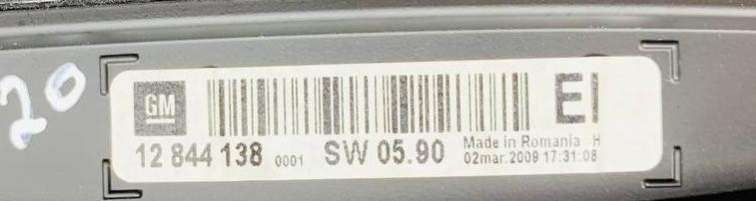 20
GM
EI
12 844 138 0001 SW 05.90
Made in Romania H
02mar.2009 17:31:08